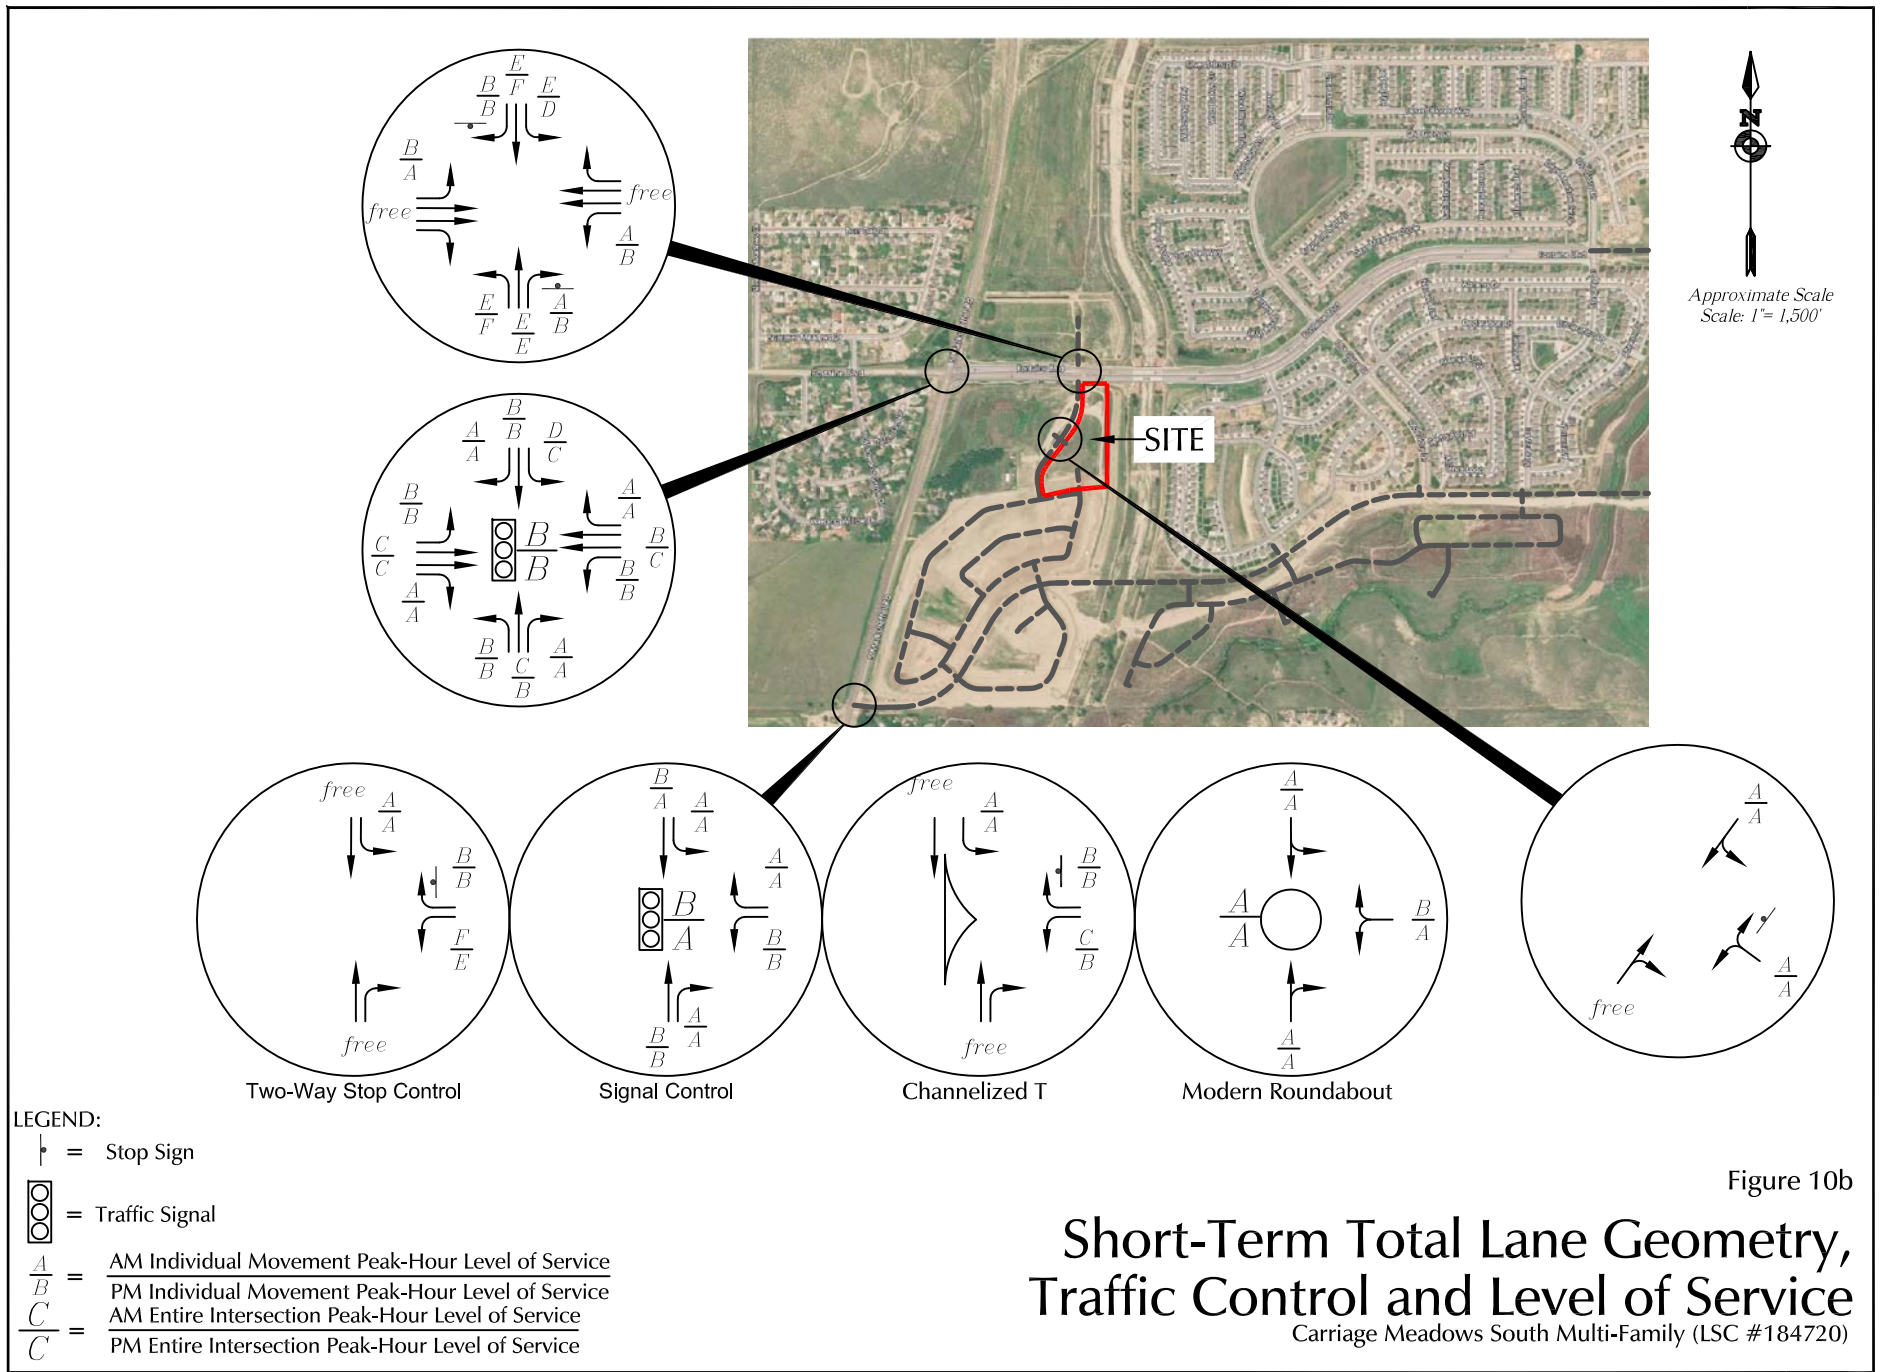 E
F
B
B
E
D
B
A
free
free
A
B
E
F
E
E
A
B
N
Approximate Scale
Scale: 1"= 1,500'
SITE
B
B
A
A
D
C
B
B
A
A
C
C
B
B
B
C
A
A
B
B
B
B
C
B
A
A
free
A
A
B
B
F
E
free
Two-Way Stop Control
B
A
A
A
A
A
B
A
B
B
B
B
A
A
Signal Control
free
A
A
B
B
C
B
free
Channelized T
A
A
A
A
B
A
A
A
Modern Roundabout
A
A
A
A
free
LEGEND:
= Stop Sign
= Traffic Signal
A
B
= AM Individual Movement Peak-Hour Level of Service
PM Individual Movement Peak-Hour Level of Service
C
C
= AM Entire Intersection Peak-Hour Level of Service
PM Entire Intersection Peak-Hour Level of Service
Figure 10b
Short-Term Total Lane Geometry,
Traffic Control and Level of Service
Carriage Meadows South Multi-Family (LSC #184720)